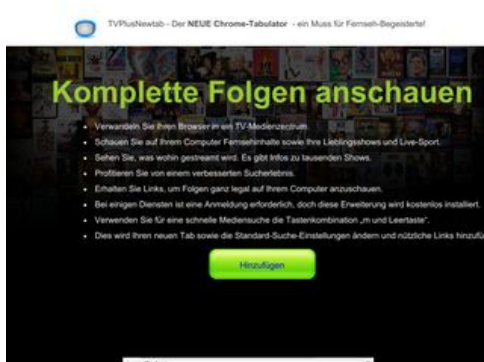 TVPlusNewtab - Der NEUE Chrome-Tabulator - ein Muss für Fernseh-Begeisterte!
Komplette Folgen anschauen
Verwandeln Sie Ihren Browser in ein TV-Medienzentrum.
Schauen Sie auf Ihrem Computer Fernsehinhalte sowie Ihre Lieblingsshows und Live-Sport.
Sehen Sie, was wohin gestreamt wird. Es gibt Infos zu tausenden Shows.
Profitieren Sie von einem verbesserten Sucherlebnis.
Erhalten Sie Links, um Folgen ganz legal auf Ihrem Computer anzuschauen.
Bei einigen Diensten ist eine Anmeldung erforderlich, doch diese Erweiterung wird kostenlos installiert.
Verwenden Sie für eine schnelle Mediensuche die Tastenkombination „m und Leertaste“.
Dies wird Ihren neuen Tab sowie die Standard-Suche-Einstellungen ändern und nützliche Links hinzufü
Hinzufügen